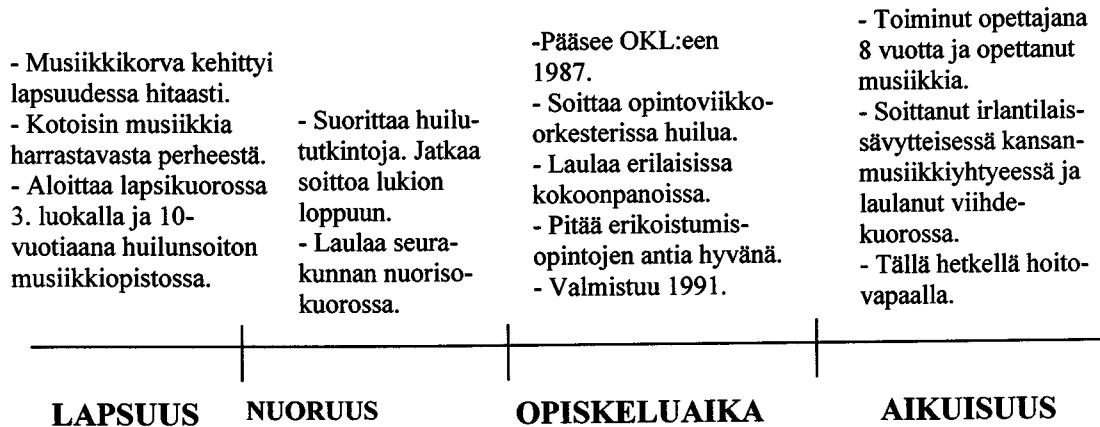 - Musiikkikorva kehittyi
lapsuudessa hitaasti.
- Kotoisin musiikkia
harrastavasta perheestä.
- Aloittaa lapsikuorossa
3. luokalla ja 10-
vuotiaana huilunsoiton
musiikkiopistossa.
- Suorittaa huilu-
tutkintoja. Jatkaa
soittoa lukion
loppuun.
- Laulaa seura-
kunnan nuoriso-
kuorossa.
-Pääsee OKL:een
1987.
- Soittaa opintoviikko-
orkesterissa huilua.
- Laulaa erilaisissa
kokoonpanoissa.
- Pitää erikoistumis-
opintojen antia hyvänä.
- Valmistuu 1991.
- Toiminut opettajana
8 vuotta ja opettanut
musiikkia.
- Soittanut irlantilais-
sävytteisessä kansan-
musiikkiyhtyeessä ja
laulanut viihde-
kuorossa.
- Tällä hetkellä hoito-
vapaalla.
LAPSUUS NUORUUS OPISKELUAIKA AIKUISUUS